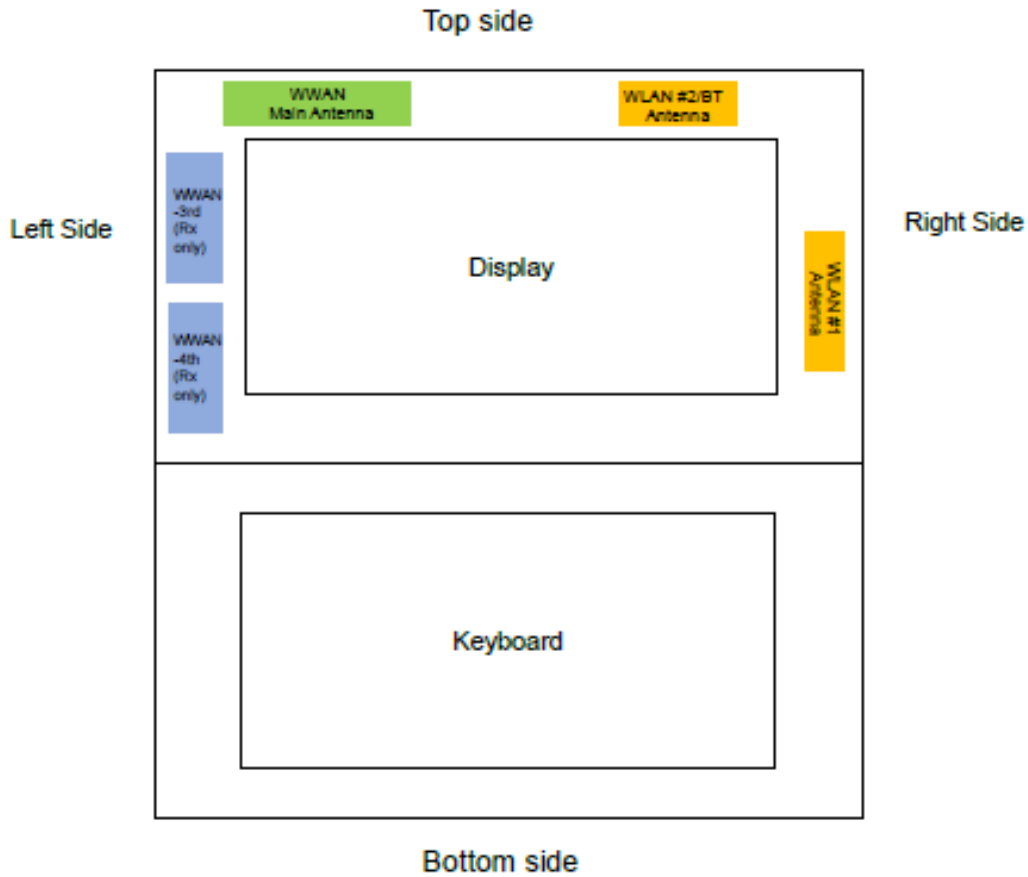 Top side
WWAN
Main Antenna
WLAN #2/BT
Antenna
WWAN
-3rd
(Rx
only)
Left Side
Right Side
Display
WLAN #1
Antenna
WWAN
-4th
(Rx
only)
Keyboard
Bottom side